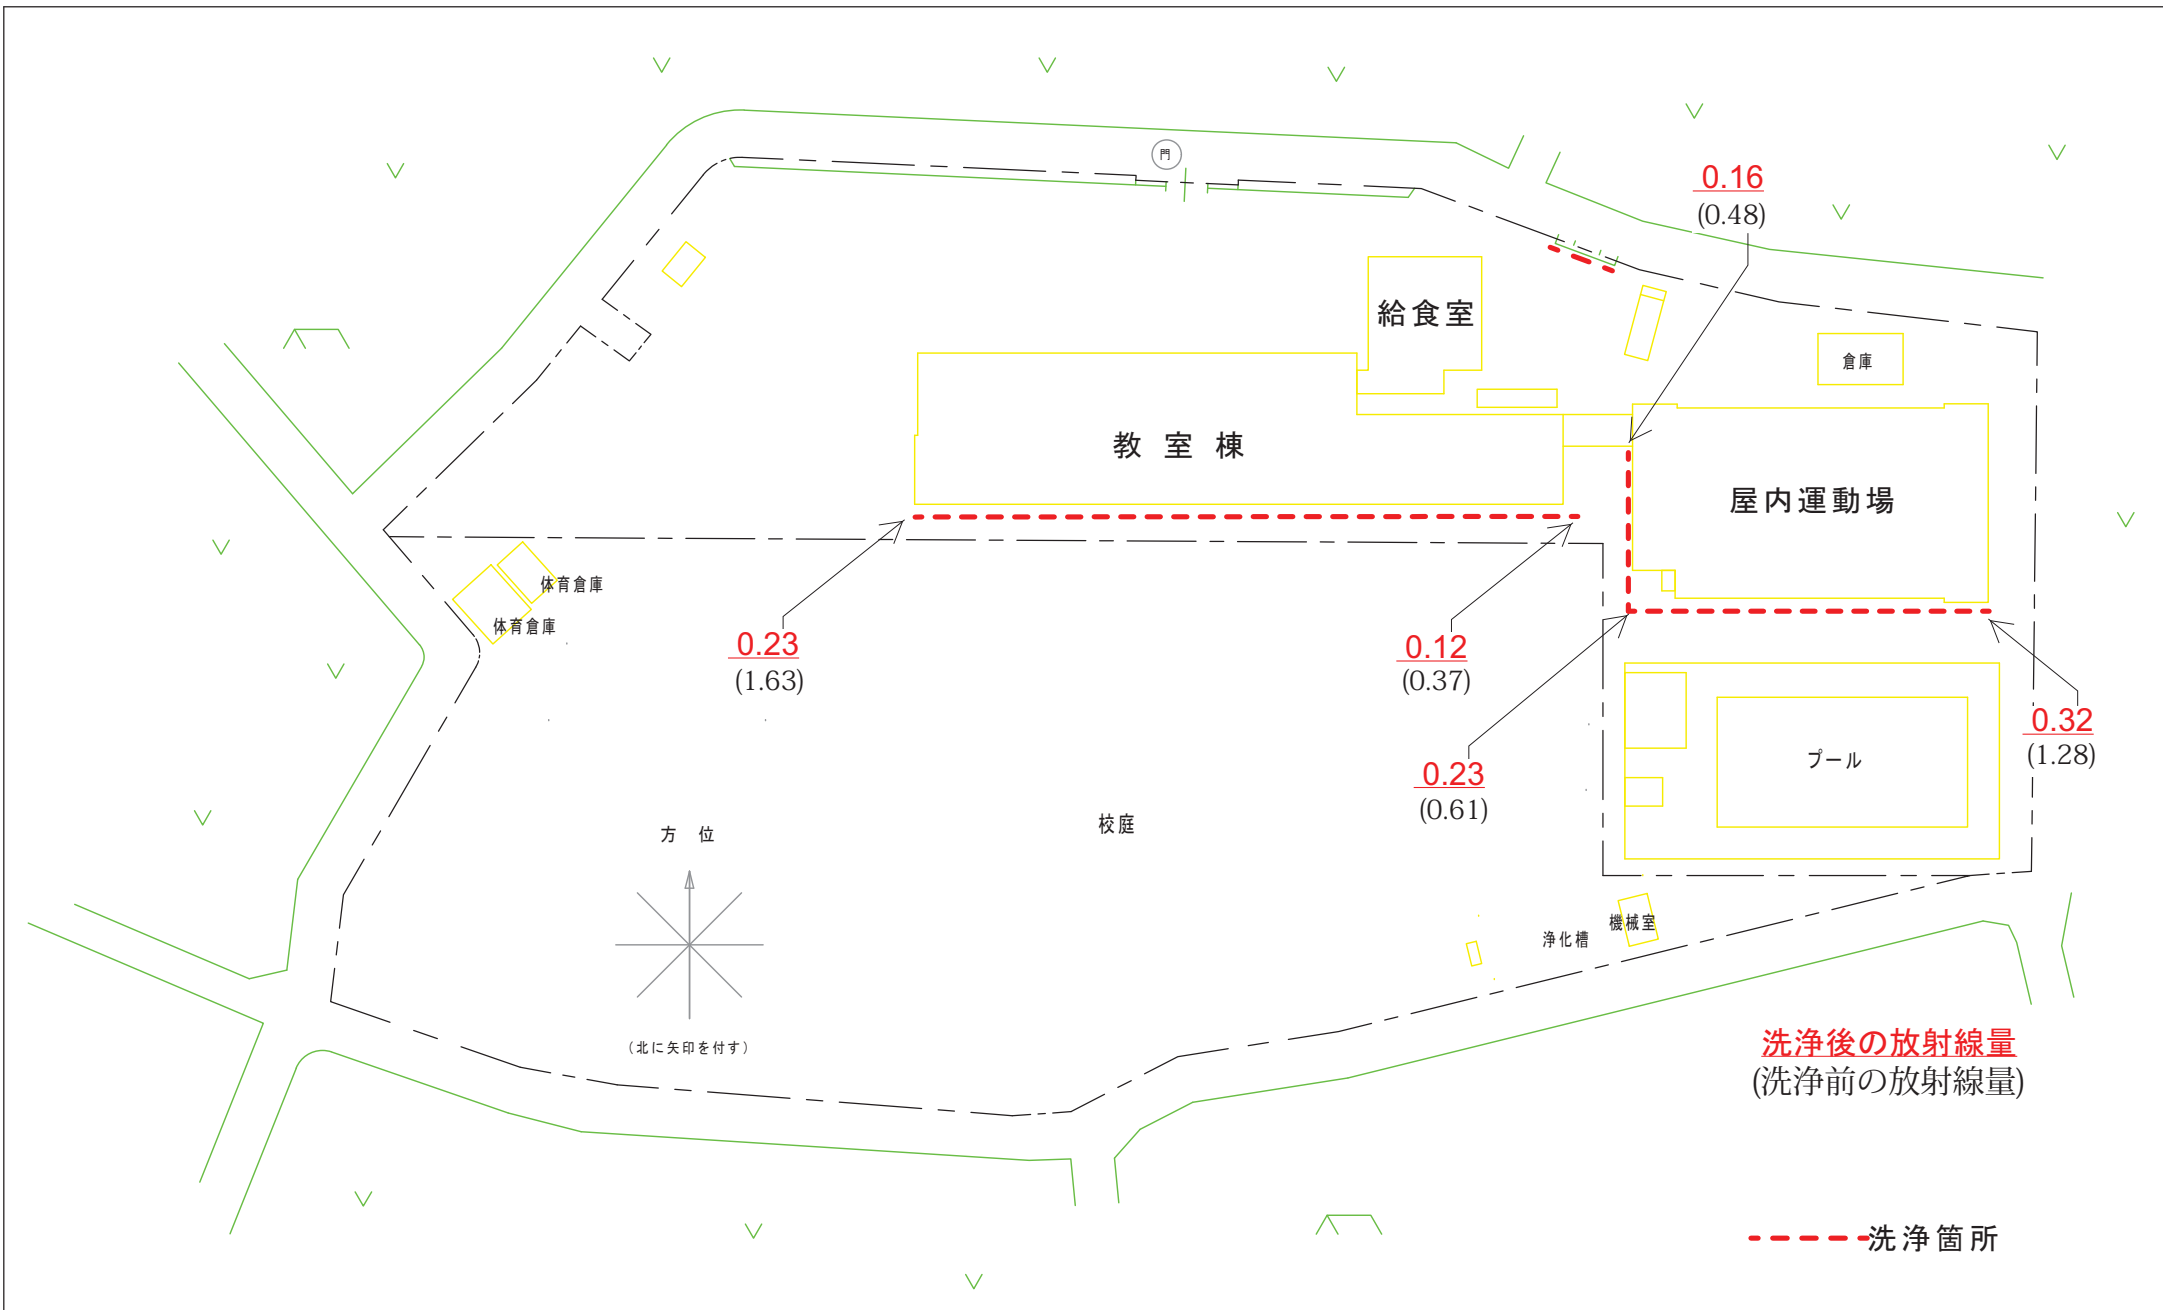 門
0.16
(0.48)
給食室
倉庫
教室棟
屋内運動場
体育倉庫
体育倉庫
0.23
(1.63)
0.12
(0.37)
0.23
(0.61)
0.32
(1.28)
プール
校庭
方 位
(北に矢印を付す)
浄化槽
機械室
洗浄後の放射線量
(洗浄前の放射線量)
洗浄箇所